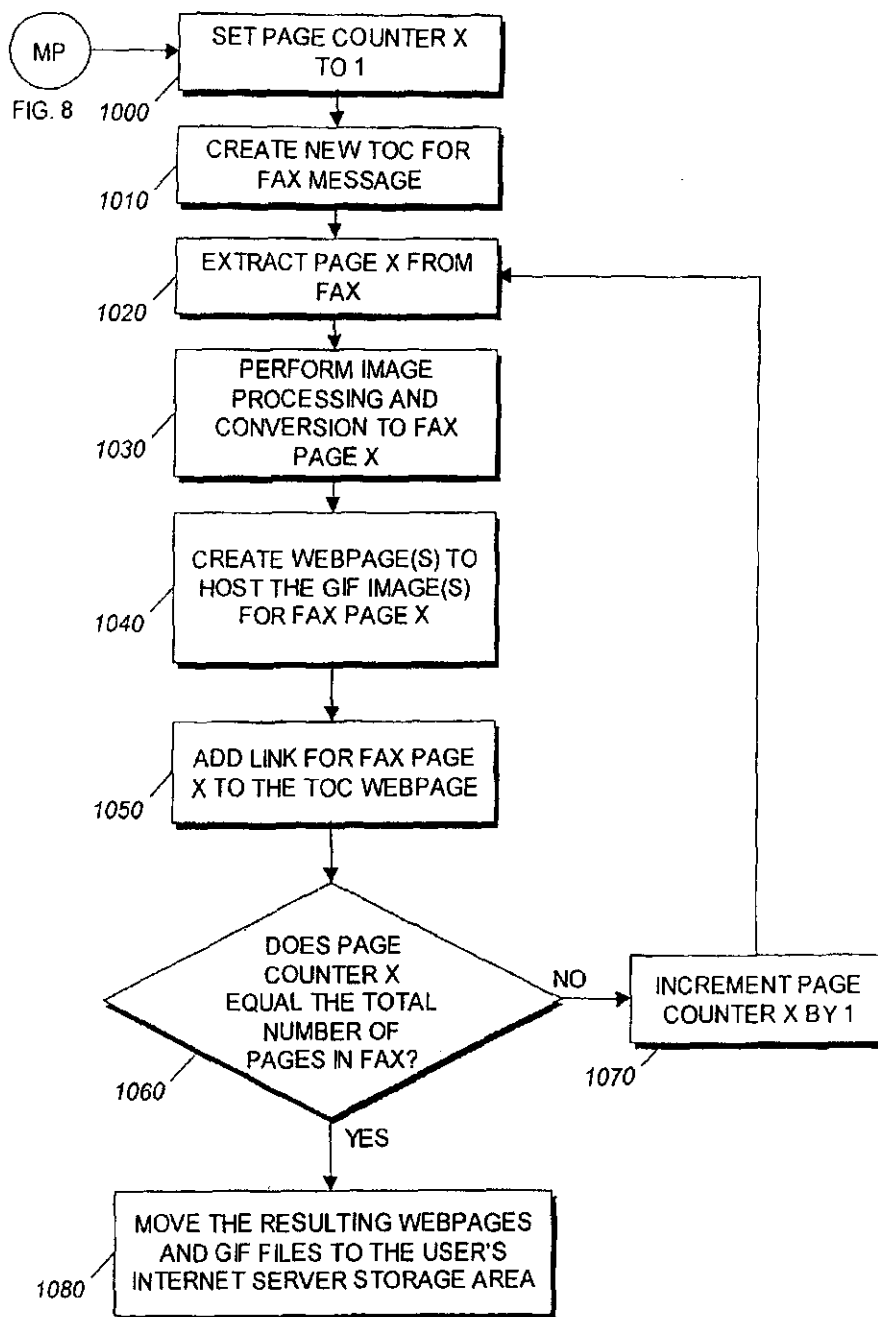 MP
FIG. 8
SET PAGE COUNTER X
TO 1
1000
CREATE NEW TOC FOR
FAX MESSAGE
1010
EXTRACT PAGE X FROM
FAX
1020
PERFORM IMAGE
PROCESSING AND
CONVERSION TO FAX
PAGE X
1030
CREATE WEBPAGE(S) TO
HOST THE GIF IMAGE(S)
FOR FAX PAGE X
1040
ADD LINK FOR FAX PAGE
X TO THE TOC WEBPAGE
1050
DOES PAGE
COUNTER X
EQUAL THE TOTAL
NUMBER OF
PAGES IN FAX?
1060
NO
INCREMENT PAGE
COUNTER X BY 1
1070
YES
MOVE THE RESULTING WEBPAGES
AND GIF FILES TO THE USER'S
INTERNET SERVER STORAGE AREA
1080